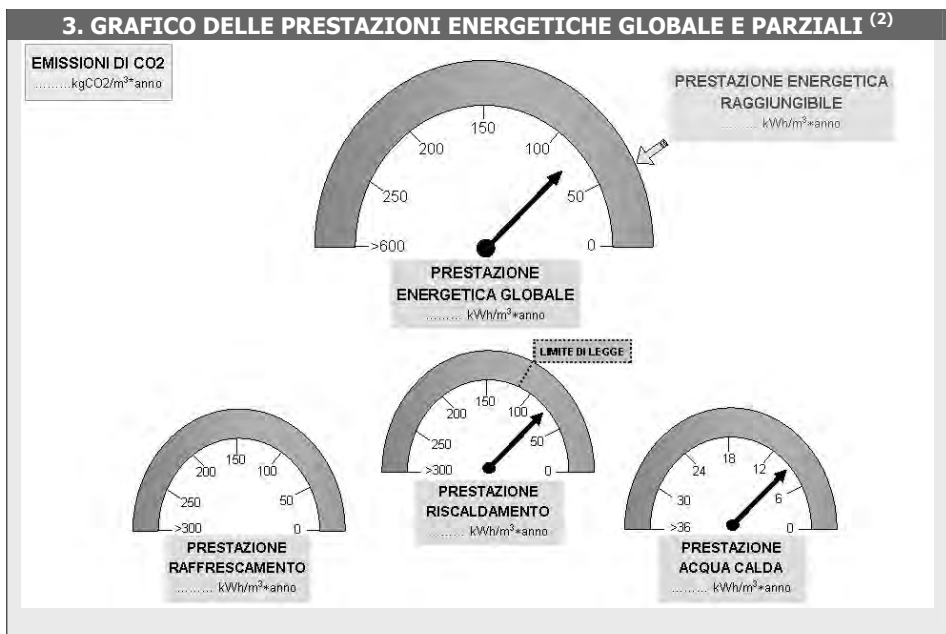 3. GRAFICO DELLE PRESTAZIONI ENERGETICHE GLOBALE E PARZIALI (2)
EMISSIONI DI CO2
.........kgCO2/m³*anno
PRESTAZIONE ENERGETICA
RAGGIUNGIBILE
......... kWh/m³*anno
150
200
100
250
50
>600
0
PRESTAZIONE
ENERGETICA GLOBALE
......... kWh/m³*anno
LIMITE DI LEGGE
150
200
100
250
50
>300
0
PRESTAZIONE
RISCALDAMENTO
......... kWh/m³*anno
150
200
100
250
50
>300
0
PRESTAZIONE
RAFFRESCAMENTO
......... kWh/m³*anno
18
24
12
30
6
>36
0
PRESTAZIONE
ACQUA CALDA
......... kWh/m³*anno